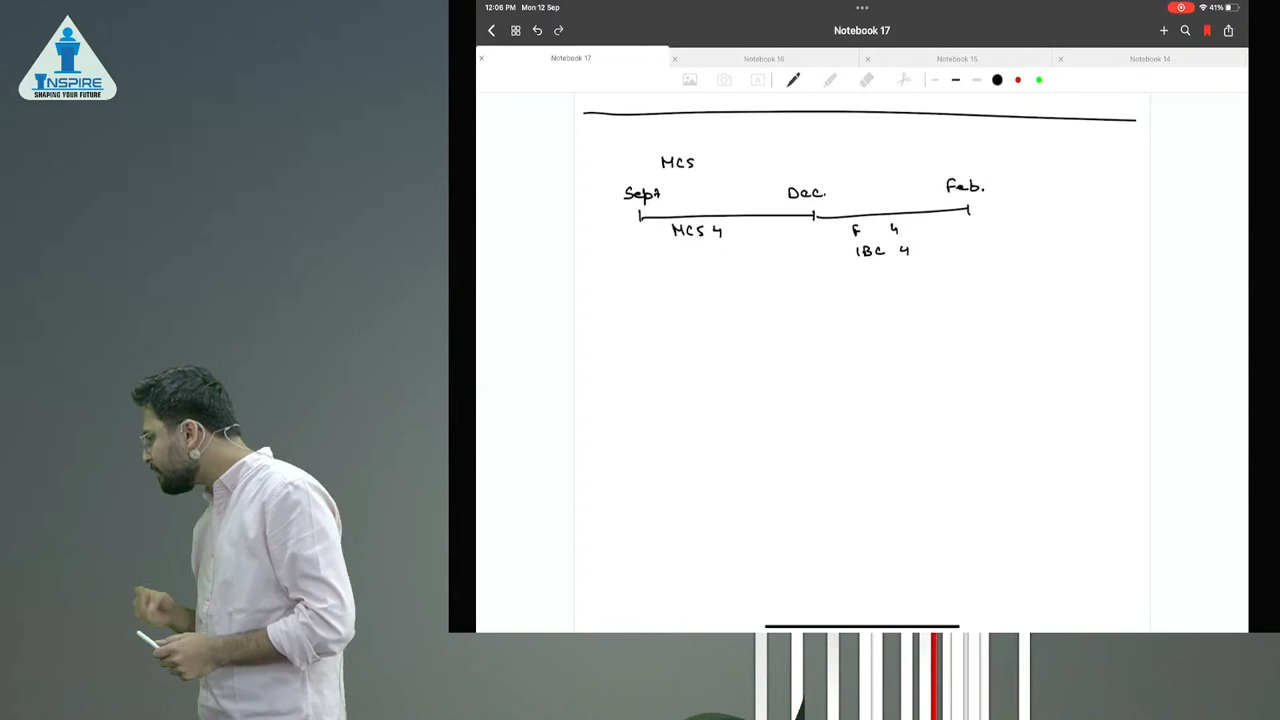 12:06 PM Mon 12 Sep
41%
INSPIRE
SHAPING YOUR FUTURE
Notebook 17
Notebook 17
Notebook 16
Notebook 15
Notebook 14
MCS
Sept
Dec.
Feb.
MCS 4
F 4
IBC 4